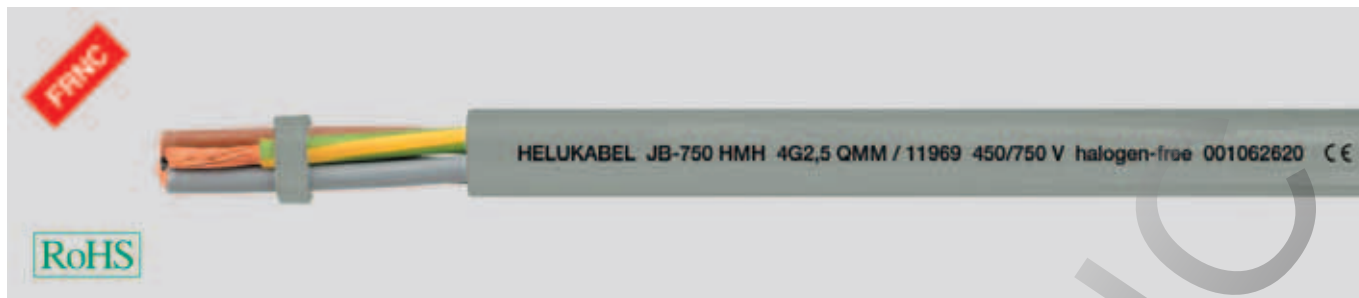 FRNC
HELUKABEL JB-750 HMH 4G2,5 QMM / 11969 450/750 V halogen-free 001062620 CE
RoHS